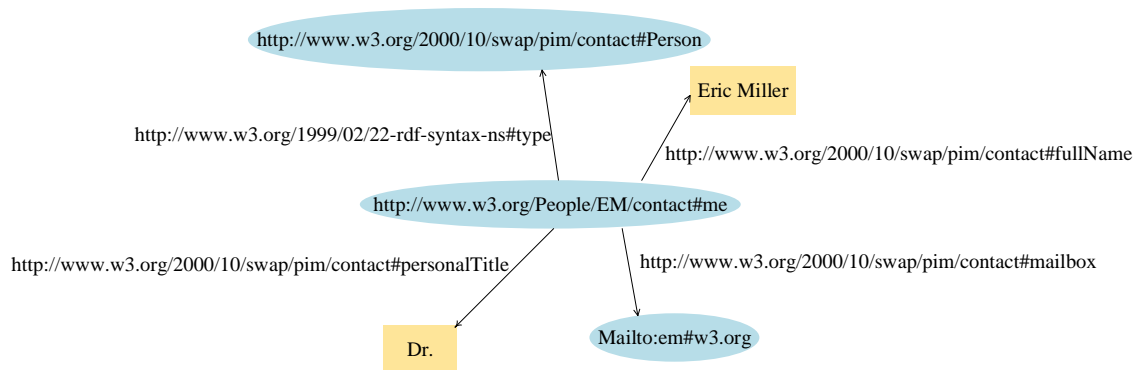 http://www.w3.org/2000/10/swap/pim/contact#Person
Eric Miller
http://www.w3.org/1999/02/22-rdf-syntax-ns#type
http://www.w3.org/2000/10/swap/pim/contact#fullName
http://www.w3.org/People/EM/contact#me
http://www.w3.org/2000/10/swap/pim/contact#personalTitle
http://www.w3.org/2000/10/swap/pim/contact#mailbox
Mailto:em#w3.org
Dr.